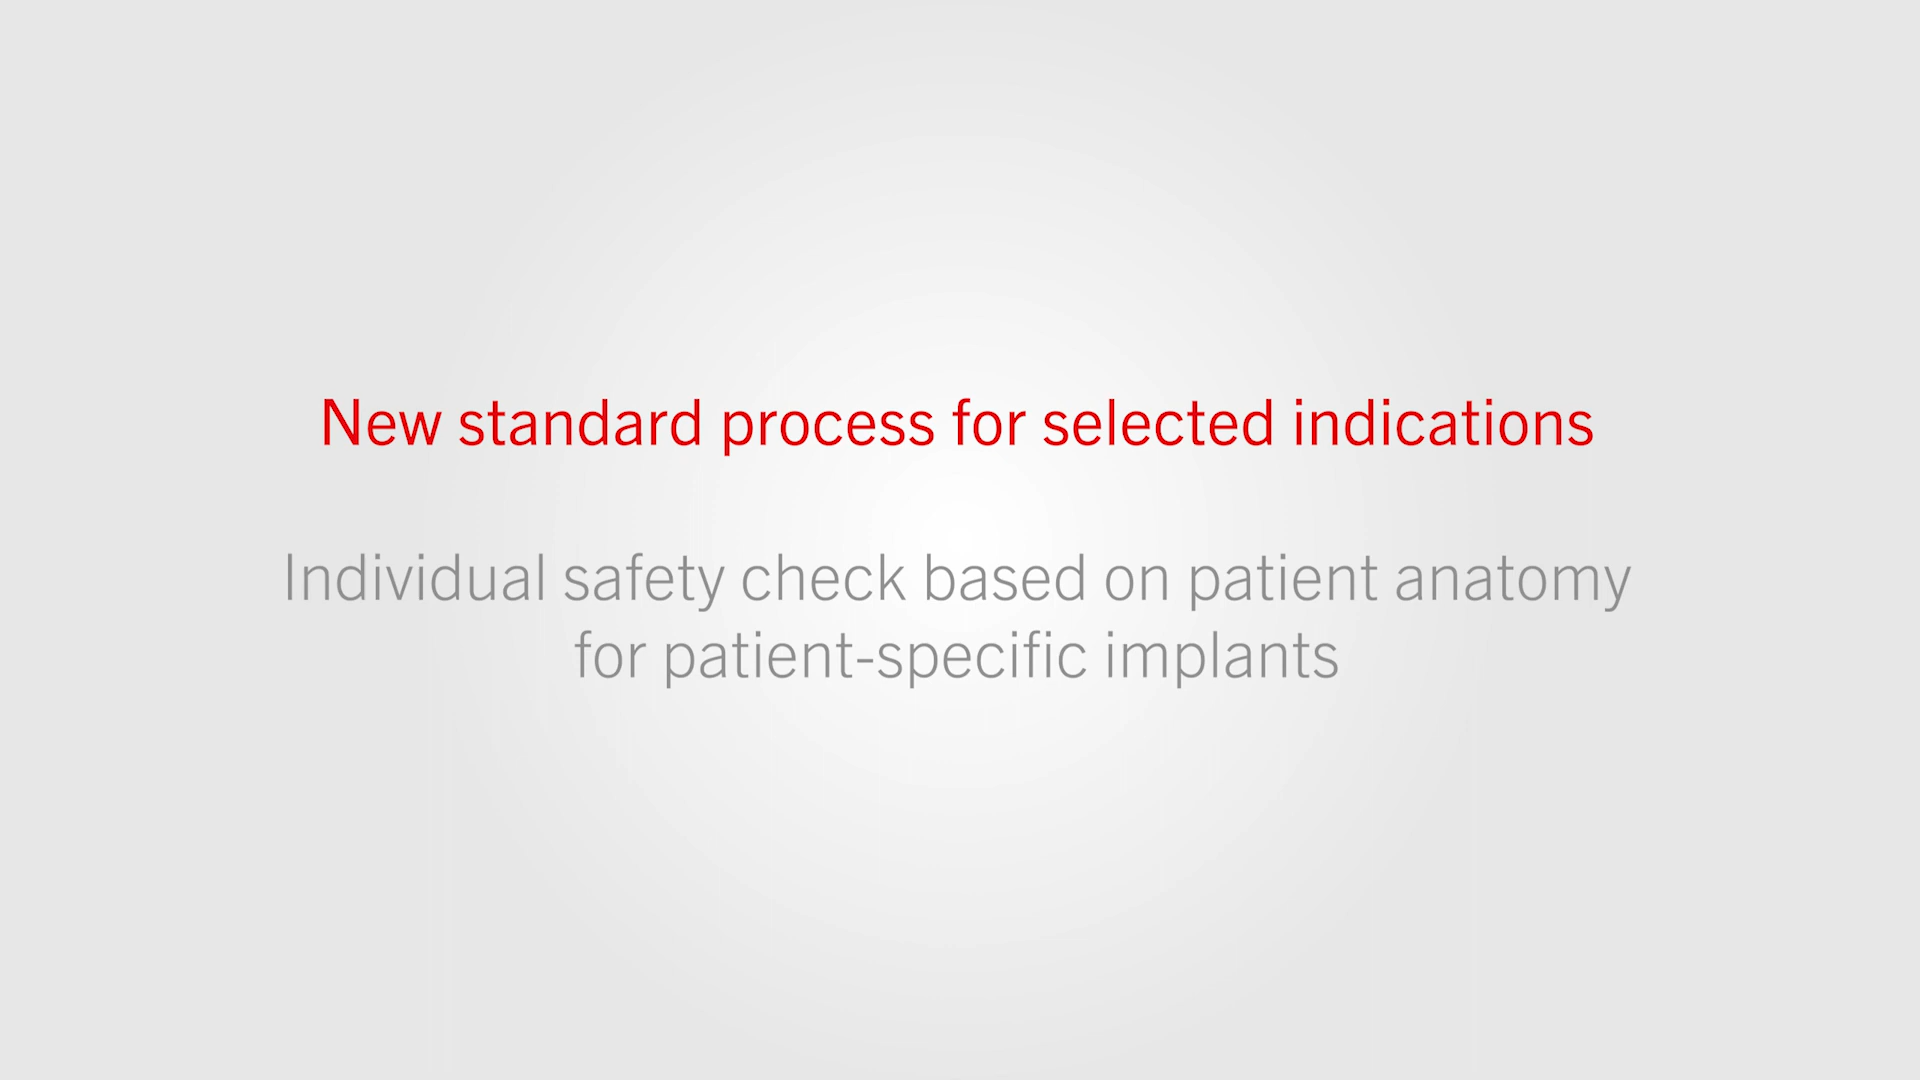 New standard process for selected indications
Individual safety check based on patient anatomy
for patient-specific implants